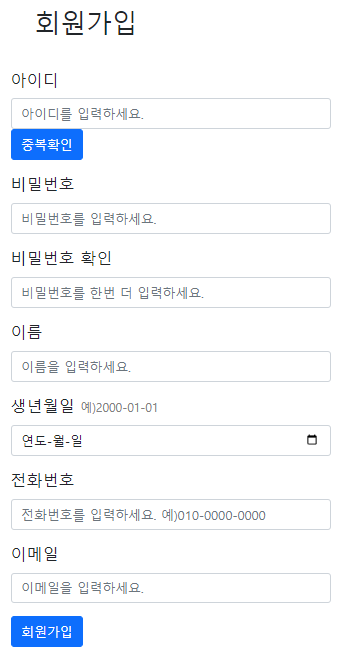 회원가입
아이디
아이디를 입력하세요.
중복확인
비밀번호
비밀번호를 입력하세요.
비밀번호 확인
비밀번호를 한번 더 입력하세요.
이름
이름을 입력하세요.
생년월일 예)2000-01-01
연도-월-일
전화번호
전화번호를 입력하세요. 예)010-0000-0000
이메일
이메일을 입력하세요.
회원가입